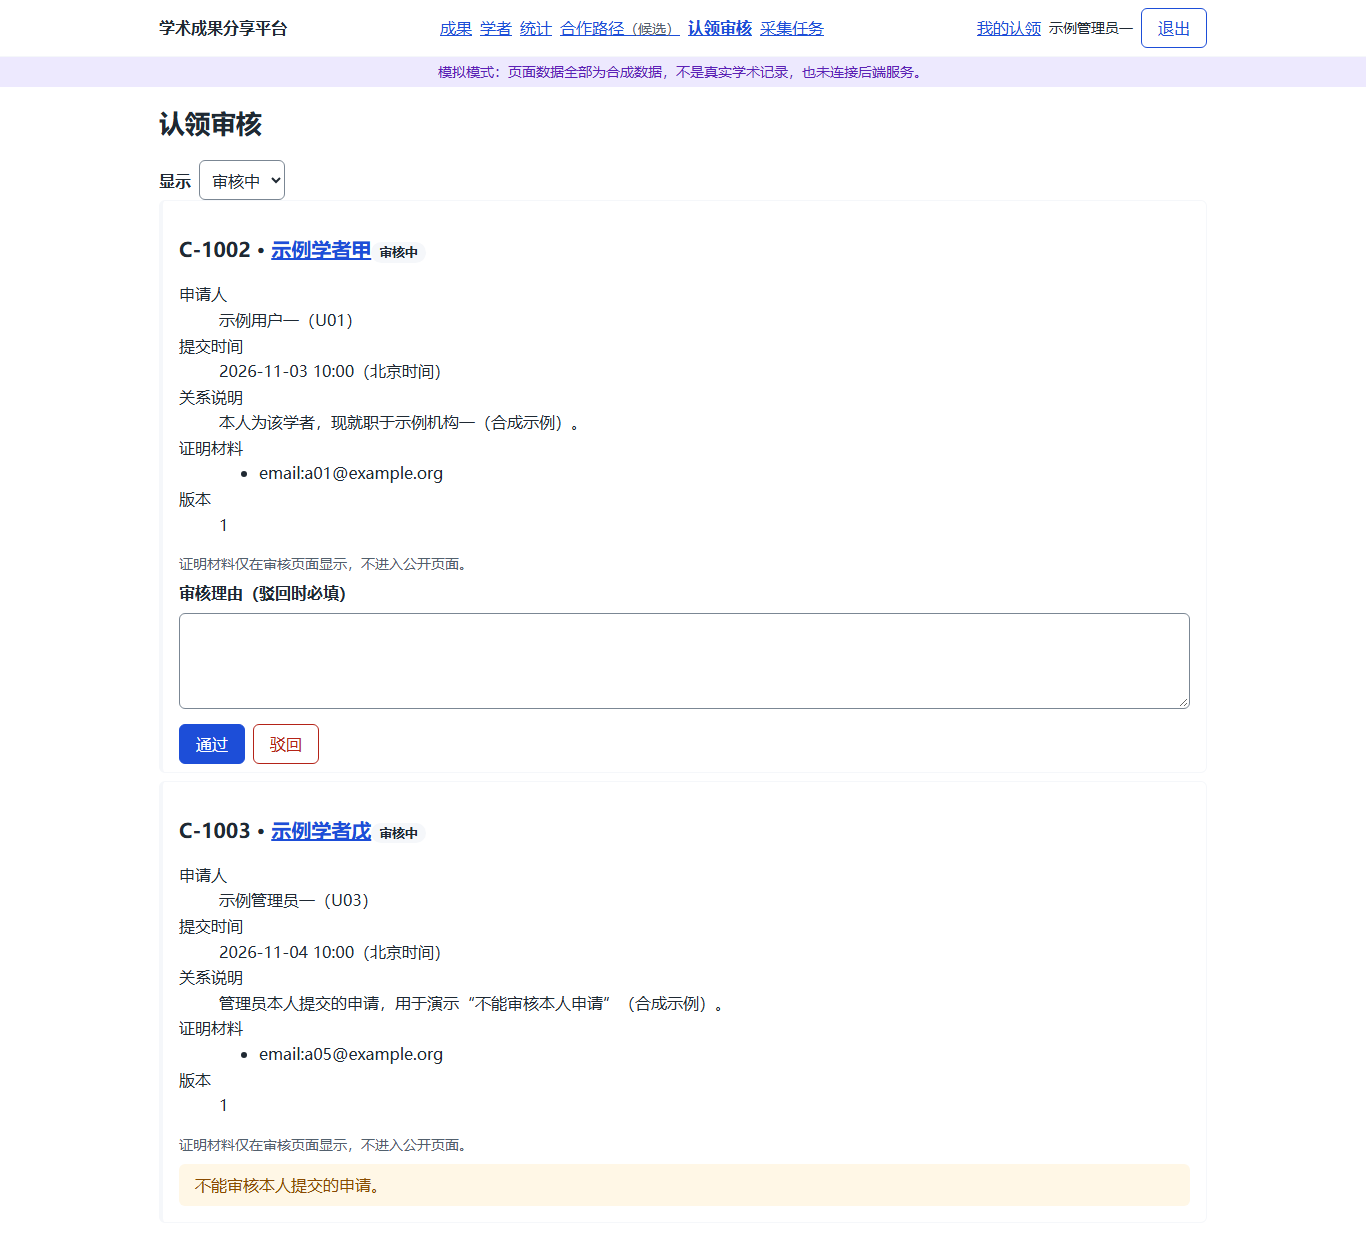 学术成果分享平台
成果 学者 统计 合作路径（候选） 认领审核 采集任务
我的认领 示例管理员一 退出
模拟模式：页面数据全部为合成数据，不是真实学术记录，也未连接后端服务。
认领审核
显示 审核中
C-1002 • 示例学者甲 审核中
申请人
示例用户一（U01）
提交时间
2026-11-03 10:00（北京时间）
关系说明
本人为该学者，现就职于示例机构一（合成示例）。
证明材料
• email:a01@example.org
版本
1
证明材料仅在审核页面显示，不进入公开页面。
审核理由（驳回时必填）
通过 驳回
C-1003 • 示例学者戊 审核中
申请人
示例管理员一（U03）
提交时间
2026-11-04 10:00（北京时间）
关系说明
管理员本人提交的申请，用于演示“不能审核本人申请”（合成示例）。
证明材料
• email:a05@example.org
版本
1
证明材料仅在审核页面显示，不进入公开页面。
不能审核本人提交的申请。